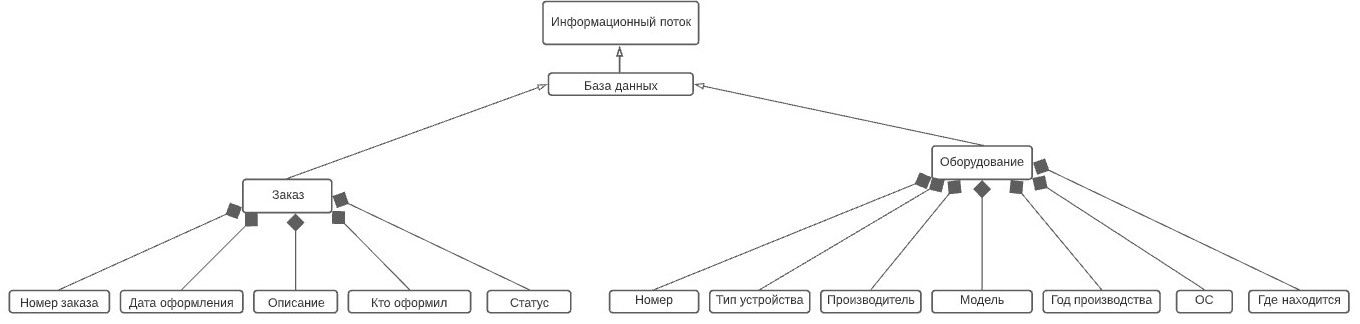 Информационный поток
База данных
Оборудование
Заказ
Номер заказа
Дата оформления
Описание
Кто оформил
Статус
Номер
Тип устройства
Производитель
Модель
Год производства
ОС
Где находится